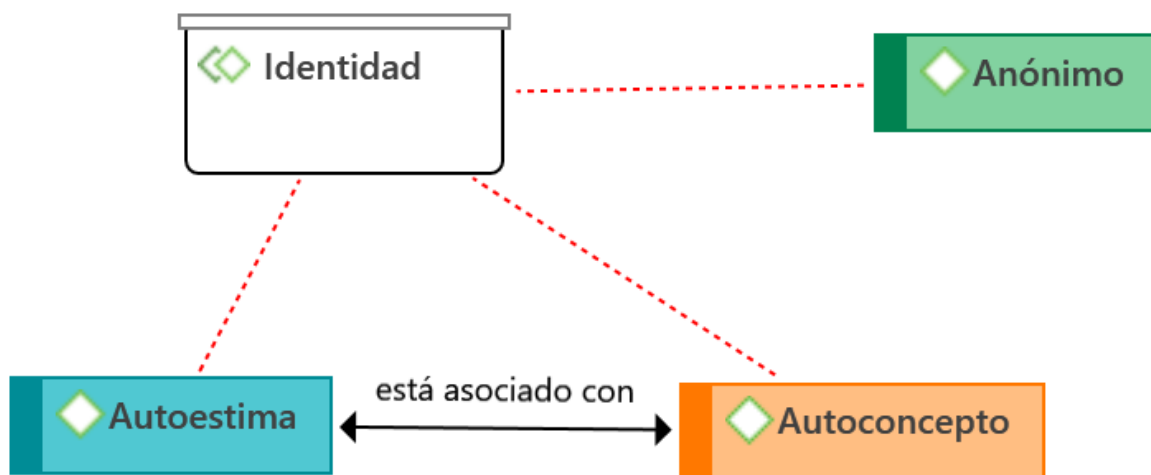 Identidad
Anónimo
está asociado con
Autoestima
Autoconcepto